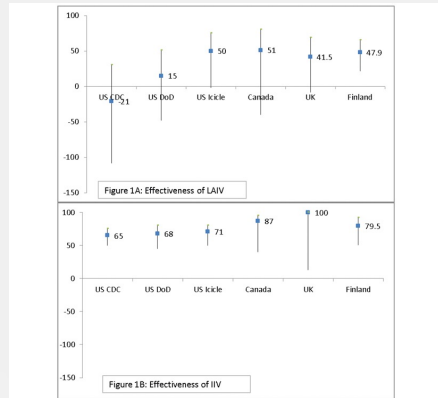 100
50
50
51
47.9
41.5
15
0
US CDC
-21
US DoD
US Icicle
Canada
UK
Finland
-50
-100
-150
Figure 1A: Effectiveness of LAIV
100
100
87
79.5
65
68
71
50
0
US CDC
US DoD
US Icicle
Canada
UK
Finland
-50
-100
-150
Figure 1B: Effectiveness of IIV